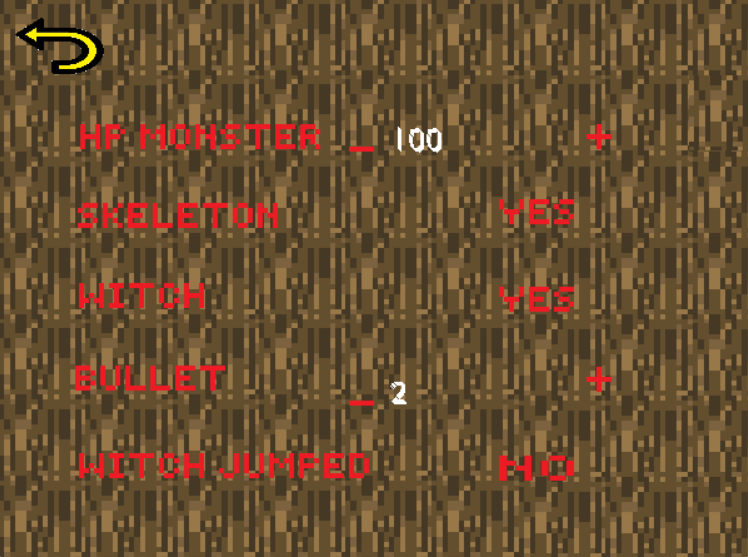 HP MONSTER _ 100 +
SKELETON YES
WITCH YES
BULLET _ 2 +
WITCH JUMPED NO